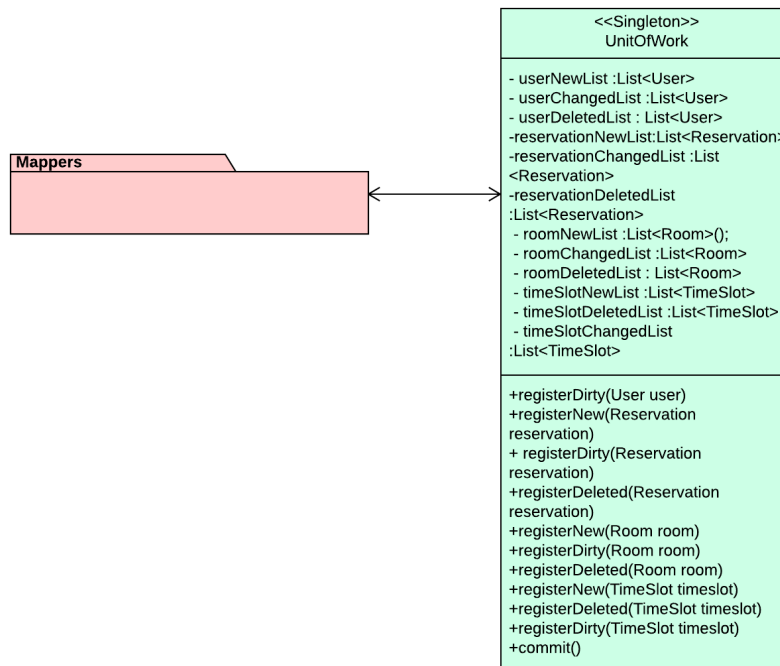 <<Singleton>>
UnitOfWork
- userNewList :List<User>
- userChangedList :List<User>
- userDeletedList : List<User>
-reservationNewList:List<Reservation>
-reservationChangedList :List
<Reservation>
-reservationDeletedList
:List<Reservation>
- roomNewList :List<Room>();
- roomChangedList :List<Room>
- roomDeletedList : List<Room>
- timeSlotNewList :List<TimeSlot>
- timeSlotDeletedList :List<TimeSlot>
- timeSlotChangedList
:List<TimeSlot>
Mappers
+registerDirty(User user)
+registerNew(Reservation
reservation)
+ registerDirty(Reservation
reservation)
+registerDeleted(Reservation
reservation)
+registerNew(Room room)
+registerDirty(Room room)
+registerDeleted(Room room)
+registerNew(TimeSlot timeslot)
+registerDeleted(TimeSlot timeslot)
+registerDirty(TimeSlot timeslot)
+commit()